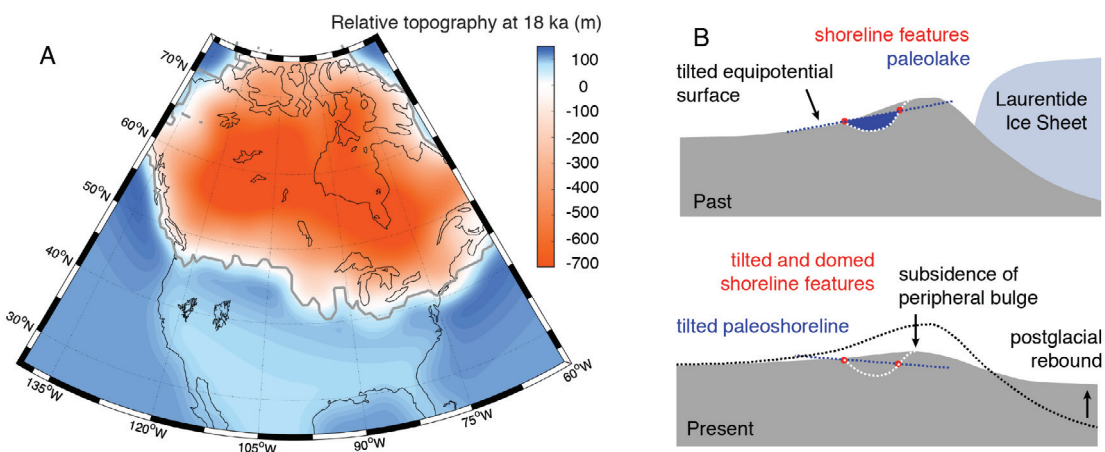 Relative topography at 18 ka (m)
A
70°N
60°N
50°N
40°N
30°N
135°W
120°W
105°W
90°W
75°W
60°W
100
0
-100
-200
-300
-400
-500
-600
-700
B
shoreline features
paleolake
tilted equipotential
surface
Laurentide
Ice Sheet
Past
tilted and domed
shoreline features
subsidence of
peripheral bulge
tilted paleoshoreline
postglacial
rebound
Present